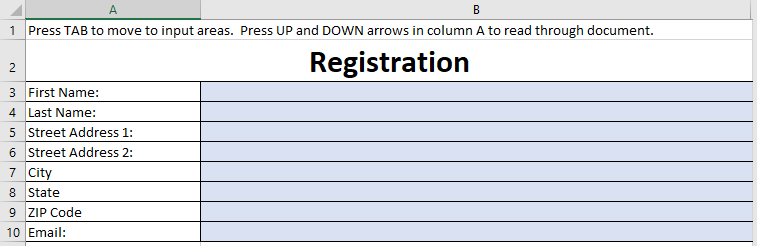 A B
1 Press TAB to move to input areas.  Press UP and DOWN arrows in column A to read through document.
2 Registration
3 First Name:
4 Last Name:
5 Street Address 1:
6 Street Address 2:
7 City
8 State
9 ZIP Code
10 Email: